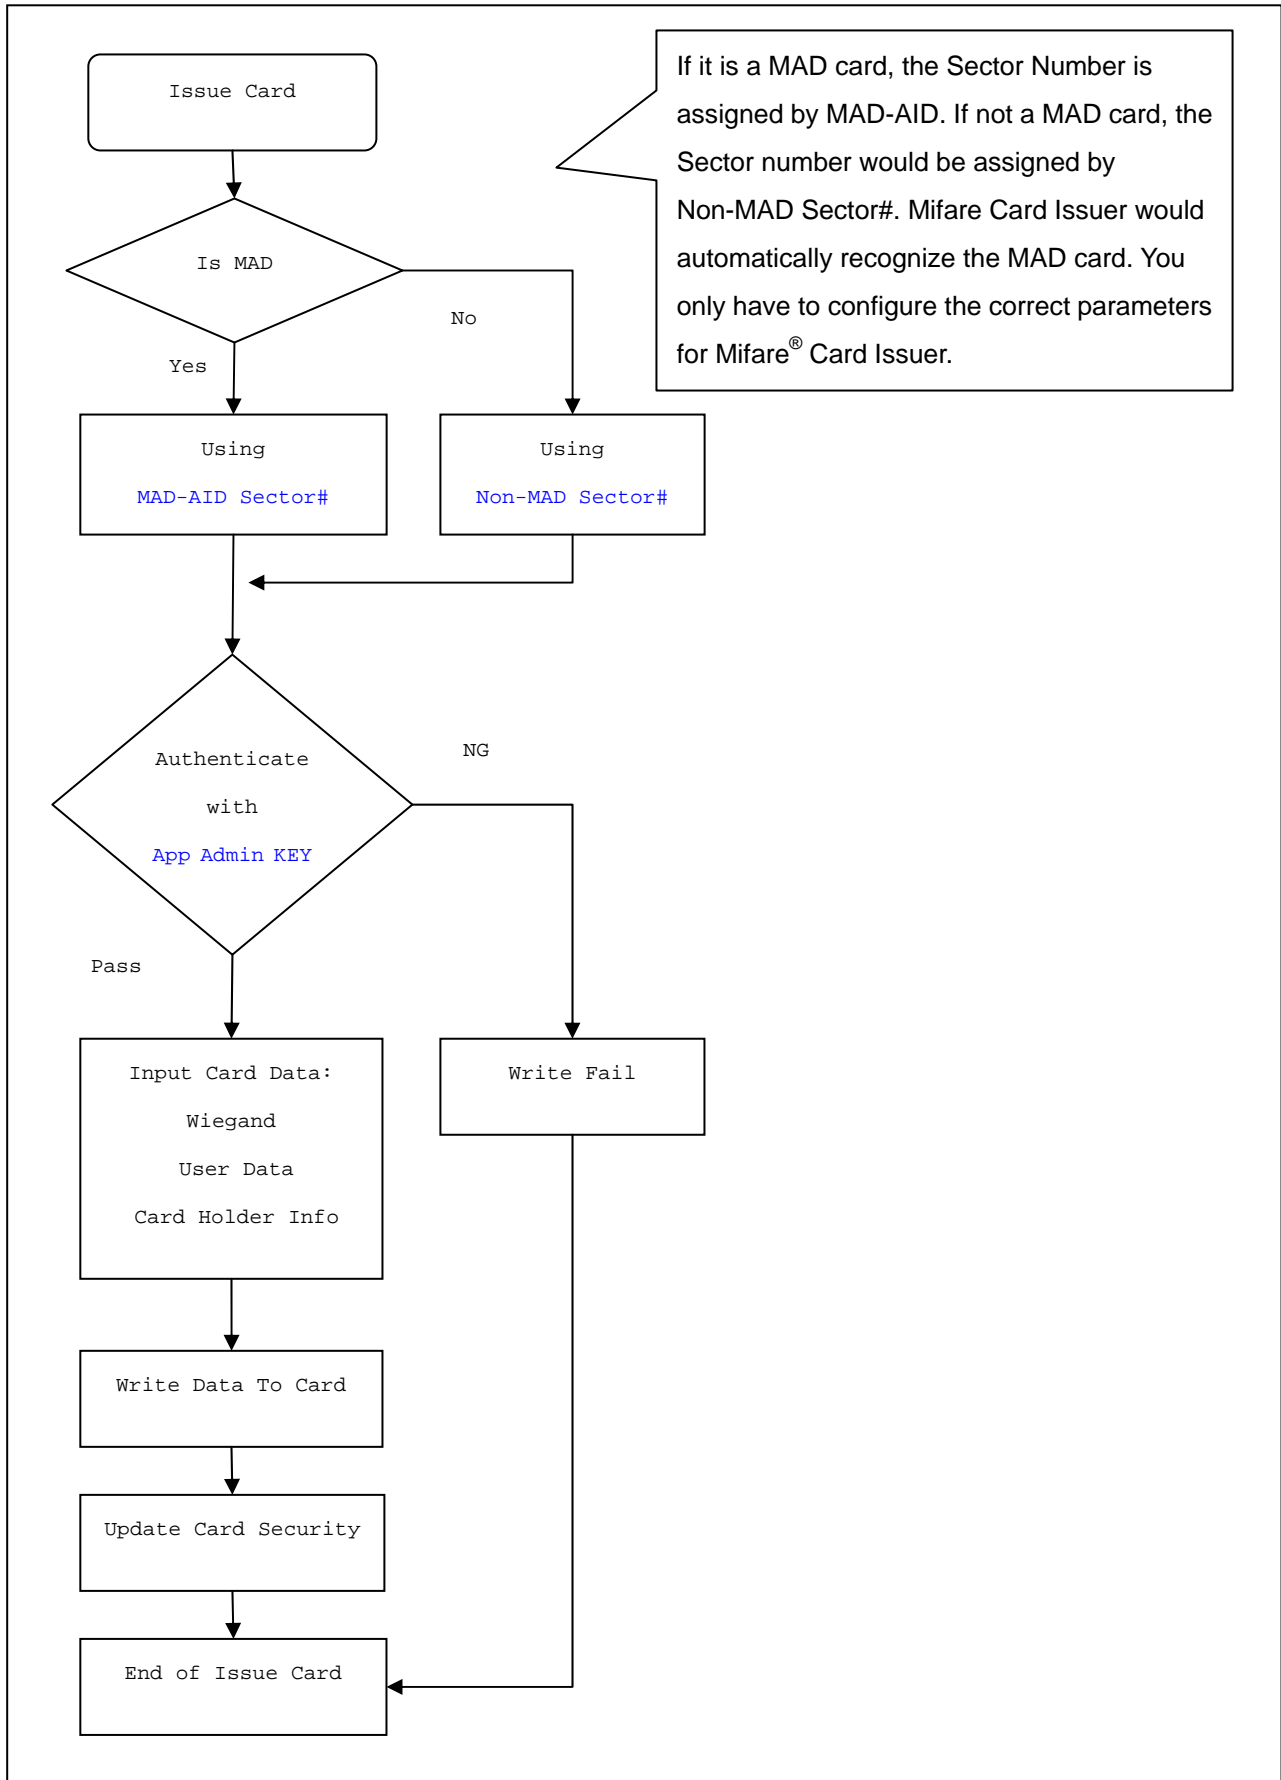 Issue Card
If it is a MAD card, the Sector Number is
assigned by MAD-AID. If not a MAD card, the
Sector number would be assigned by
Non-MAD Sector#. Mifare Card Issuer would
automatically recognize the MAD card. You
only have to configure the correct parameters
for Mifare® Card Issuer.
Is MAD
No
Yes
Using
MAD-AID Sector#
Using
Non-MAD Sector#
Authenticate
with
App Admin KEY
NG
Pass
Input Card Data:
Wiegand
User Data
Card Holder Info
Write Fail
Write Data To Card
Update Card Security
End of Issue Card